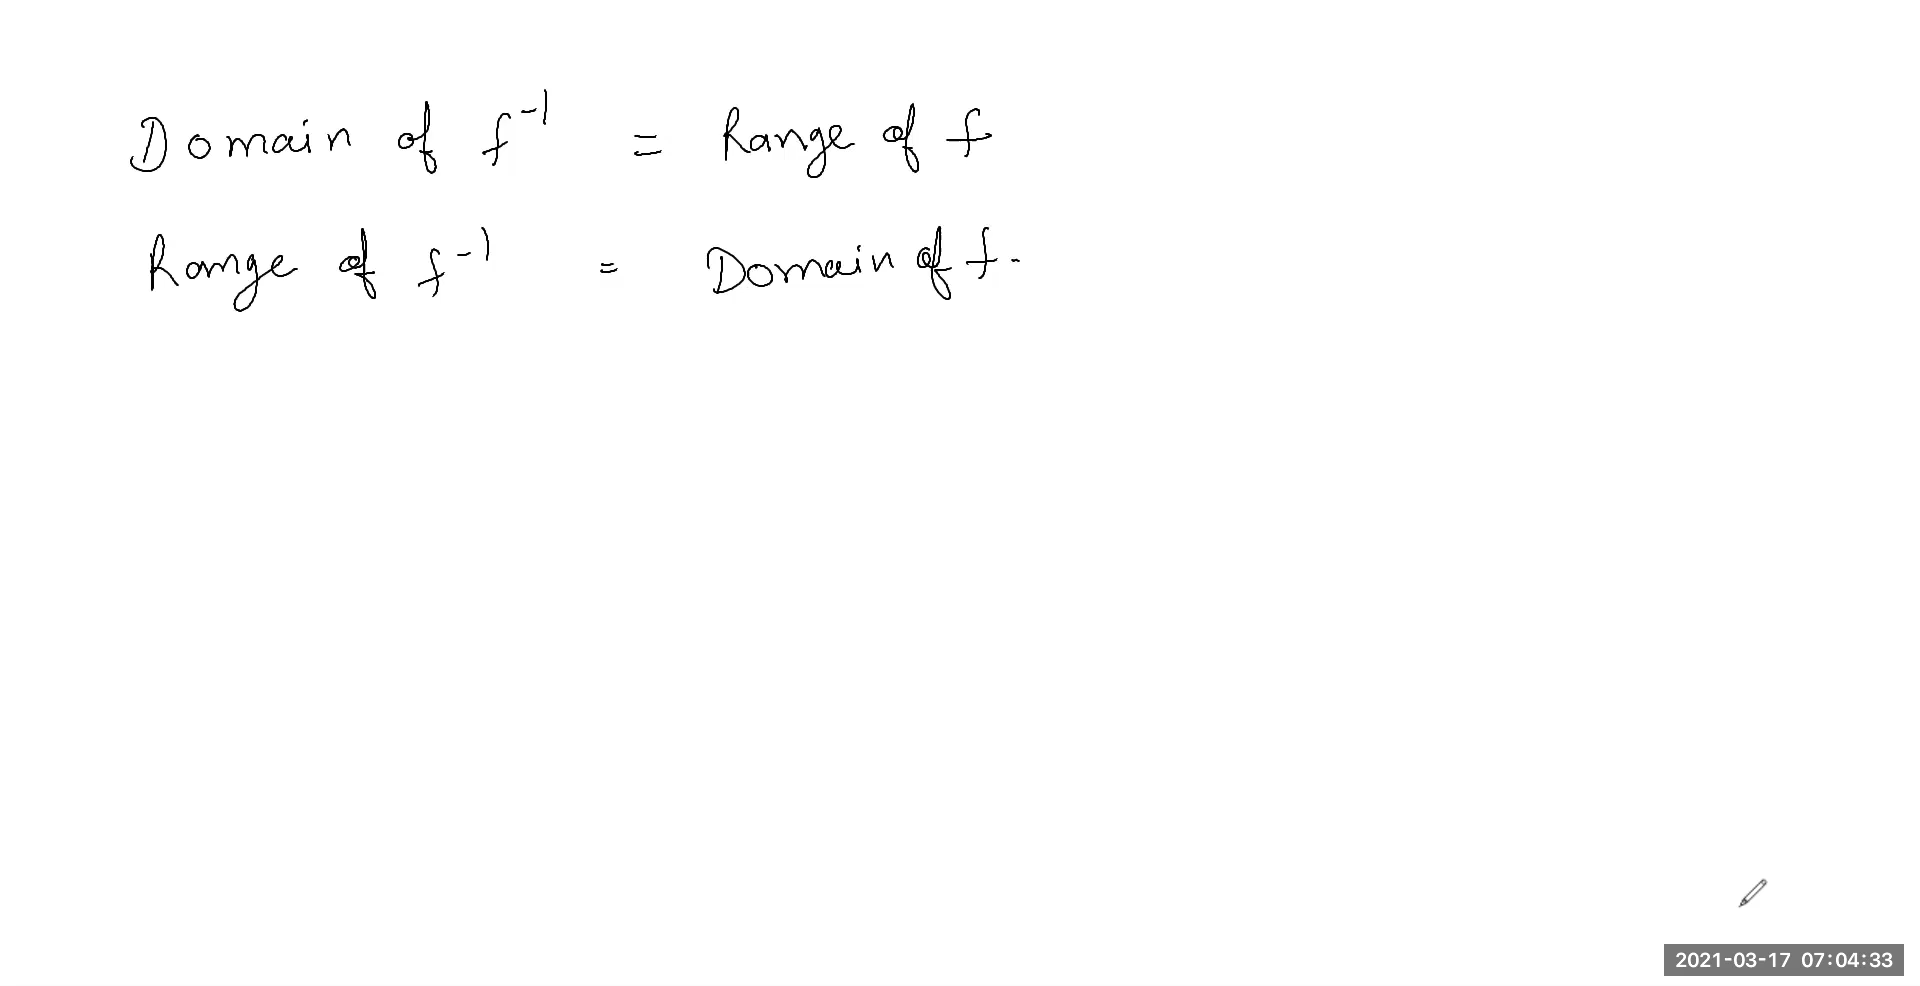 Domain of f⁻¹ = Range of f
Range of f⁻¹ = Domain of f.
2021-03-17 07:04:33